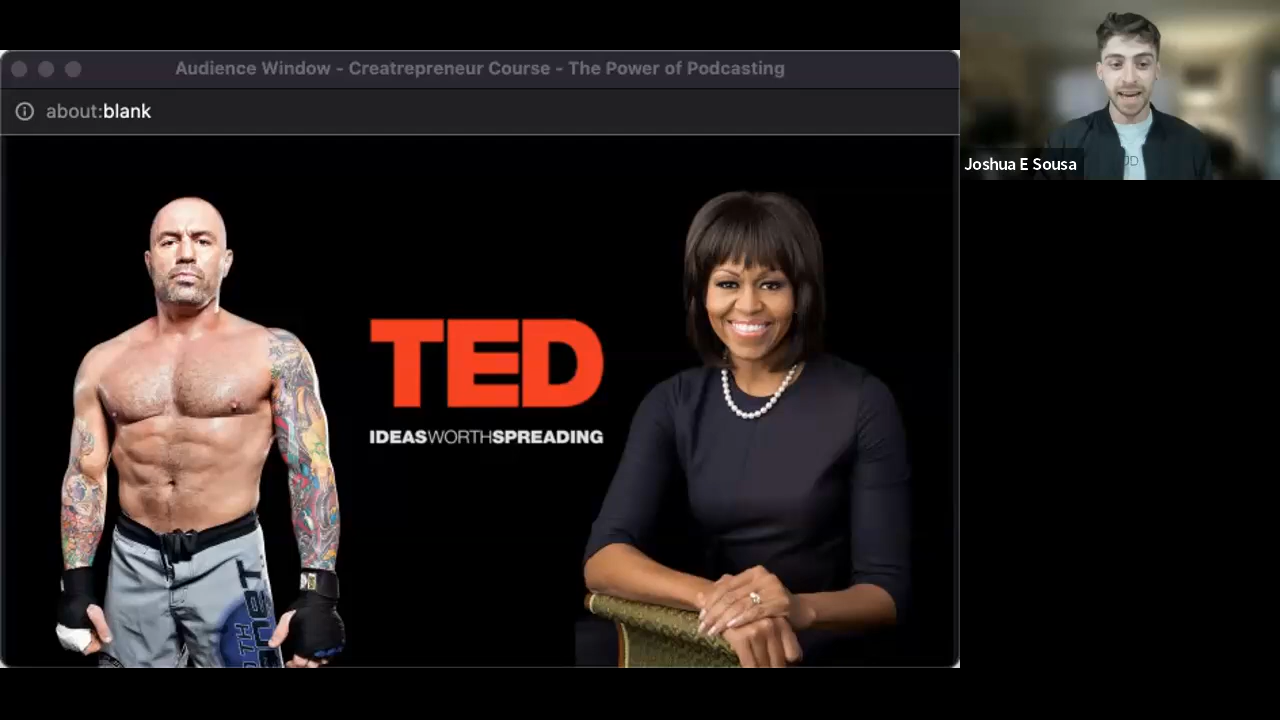 Audience Window - Creatrepreneur Course - The Power of Podcasting
about:blank
Joshua E Sousa
TED
IDEASWORTHSPREADING